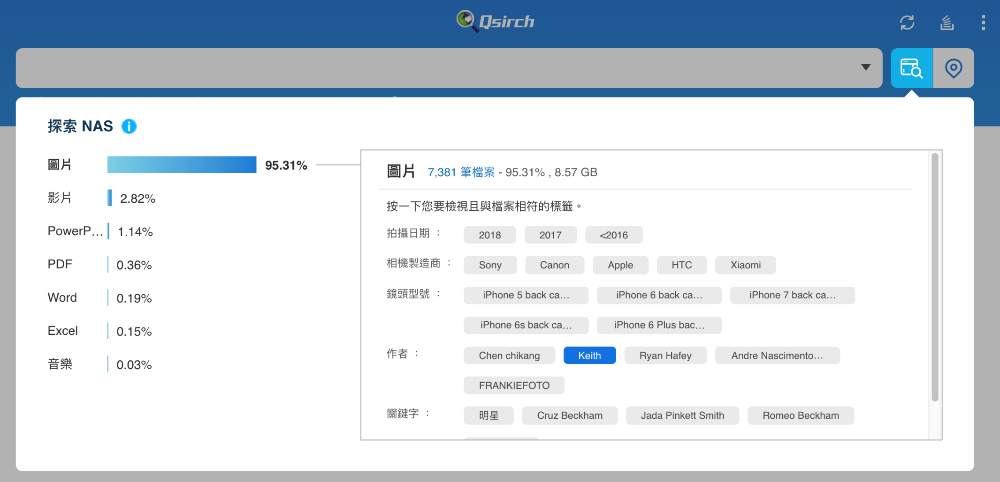 Qsirch
探索 NAS
圖片 95.31%
影片 2.82%
PowerP... 1.14%
PDF 0.36%
Word 0.19%
Excel 0.15%
音樂 0.03%
圖片 7,381 筆檔案 - 95.31% , 8.57 GB
按一下您要檢視且與檔案相符的標籤。
拍攝日期 : 2018 2017 <2016
相機製造商 : Sony Canon Apple HTC Xiaomi
鏡頭型號 : iPhone 5 back ca... iPhone 6 back ca... iPhone 7 back ca...
iPhone 6s back ca... iPhone 6 Plus bac...
作者 : Chen chikang Keith Ryan Hafey Andre Nascimento...
FRANKIEFOTO
關鍵字 : 明星 Cruz Beckham Jada Pinkett Smith Romeo Beckham